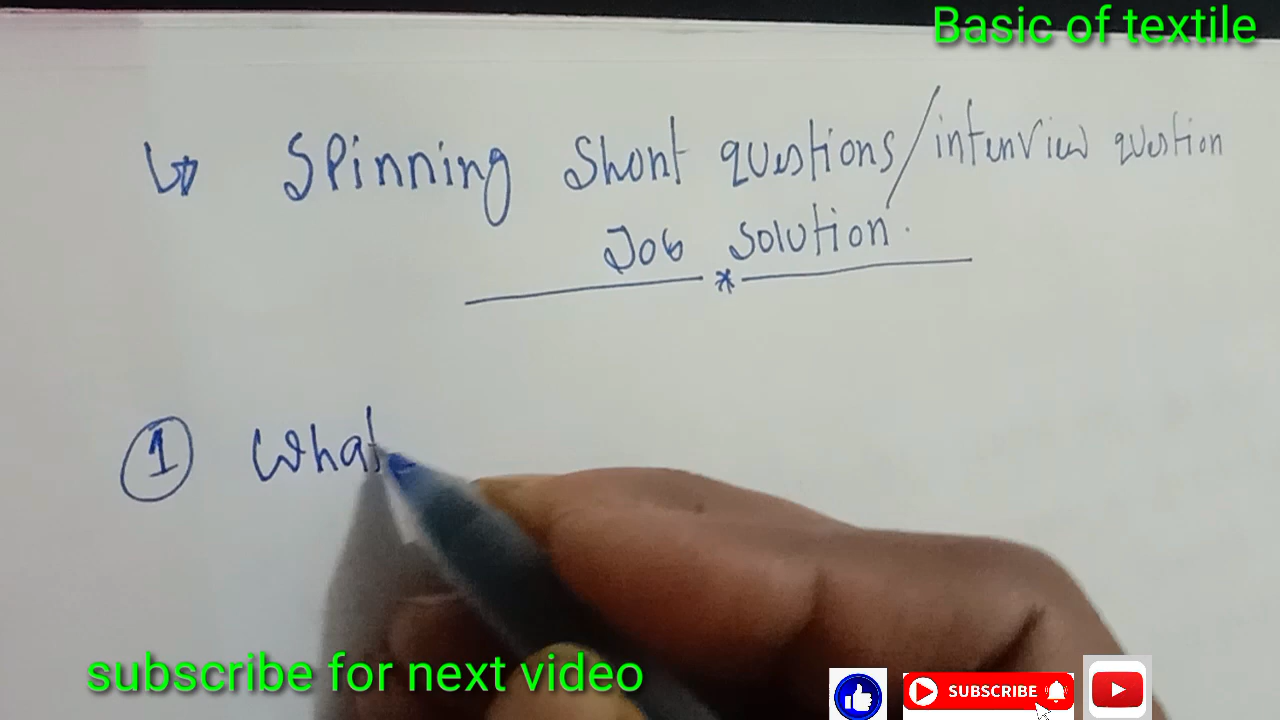 Basic of textile
↳ Spinning Short questions/interview question
Job solution.
*
1 What
subscribe for next video
SUBSCRIBE